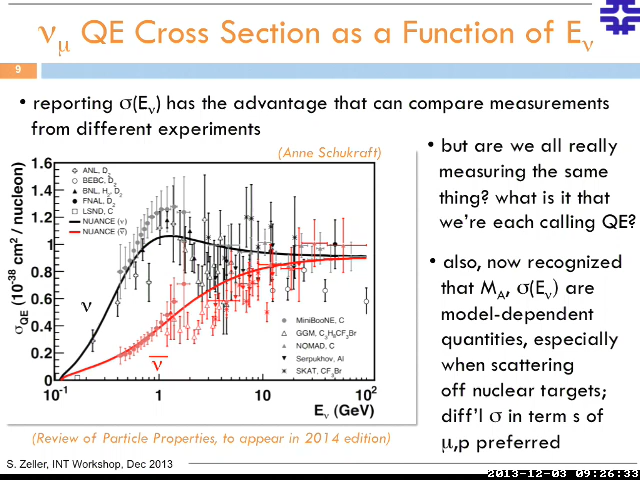 νμ QE Cross Section as a Function of Eν
9
• reporting σ(Eν) has the advantage that can compare measurements
from different experiments
(Anne Schukraft)
1.6
1.4
1.2
1
0.8
0.6
0.4
0.2
0
σQE (10-38 cm2 / nucleon)
ANL, D2
BEBC, D2
BNL, H2, D2
FNAL, D2
LSND, C
NUANCE (ν)
NUANCE (ν̄)
ν
ν̄
MiniBooNE, C
GGM, C3H8CF3Br
NOMAD, C
Serpukhov, Al
SKAT, CF3Br
10-1
1
10
102
Eν (GeV)
(Review of Particle Properties, to appear in 2014 edition)
• but are we all really
measuring the same
thing? what is it that
we're each calling QE?
• also, now recognized
that MA, σ(Eν) are
model-dependent
quantities, especially
when scattering
off nuclear targets;
diff'l σ in term s of
μ,p preferred
S. Zeller, INT Workshop, Dec 2013
2013-12-03 09:26:33